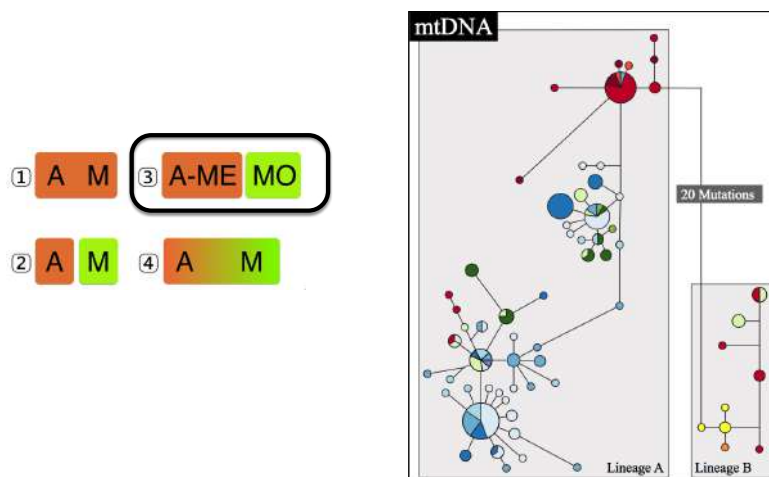 mtDNA
1 A M
3 A-ME MO
2 A M
4 A M
20 Mutations
Lineage A
Lineage B